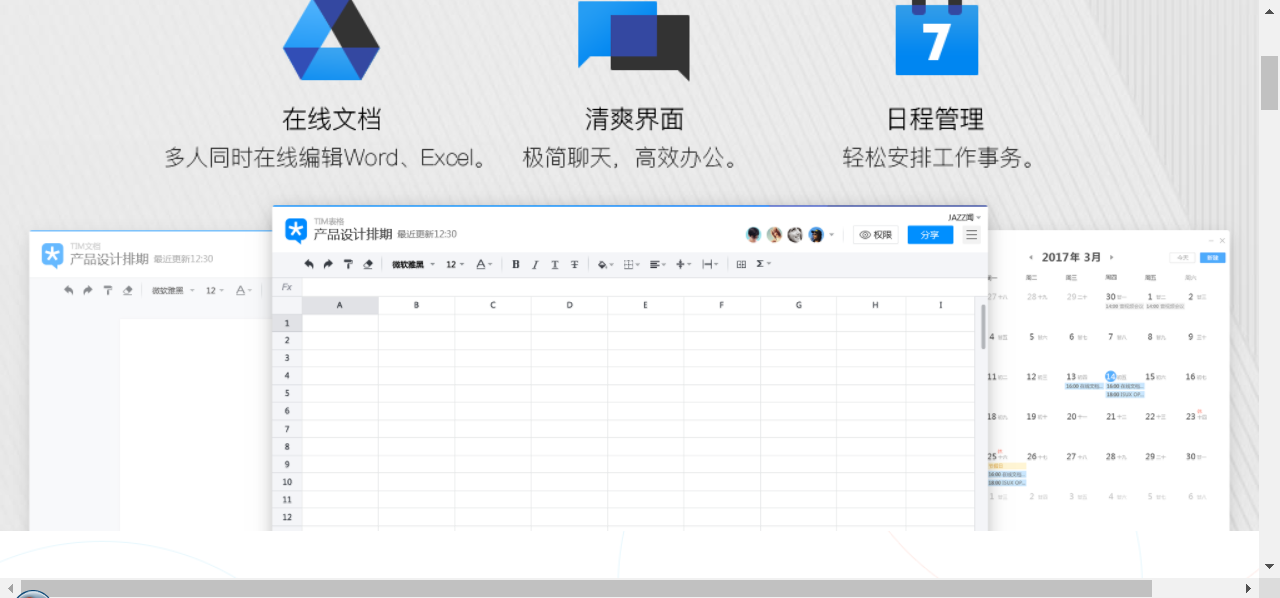 7
在线文档
清爽界面
日程管理
多人同时在线编辑Word、Excel。
极简聊天，高效办公。
轻松安排工作事务。
TIM文档
产品设计排期 最近更新12:30
微软雅黑 12 A
TIM表格
产品设计排期 最近更新12:30
JAZZ闻
权限
分享
微软雅黑 12 A B I T T Σ
Fx
A B C D E F G H I
1
2
3
4
5
6
7
8
9
10
11
12
2017年 3月
今天
新建
周二 周三 周四 周五 周六
27 28 29 30 1 2
4 5 6 7 8 9
11 12 13 14 15 16
18 19 20 21 22 23
25 26 27 28 29 30
1 2 3 4 5 6